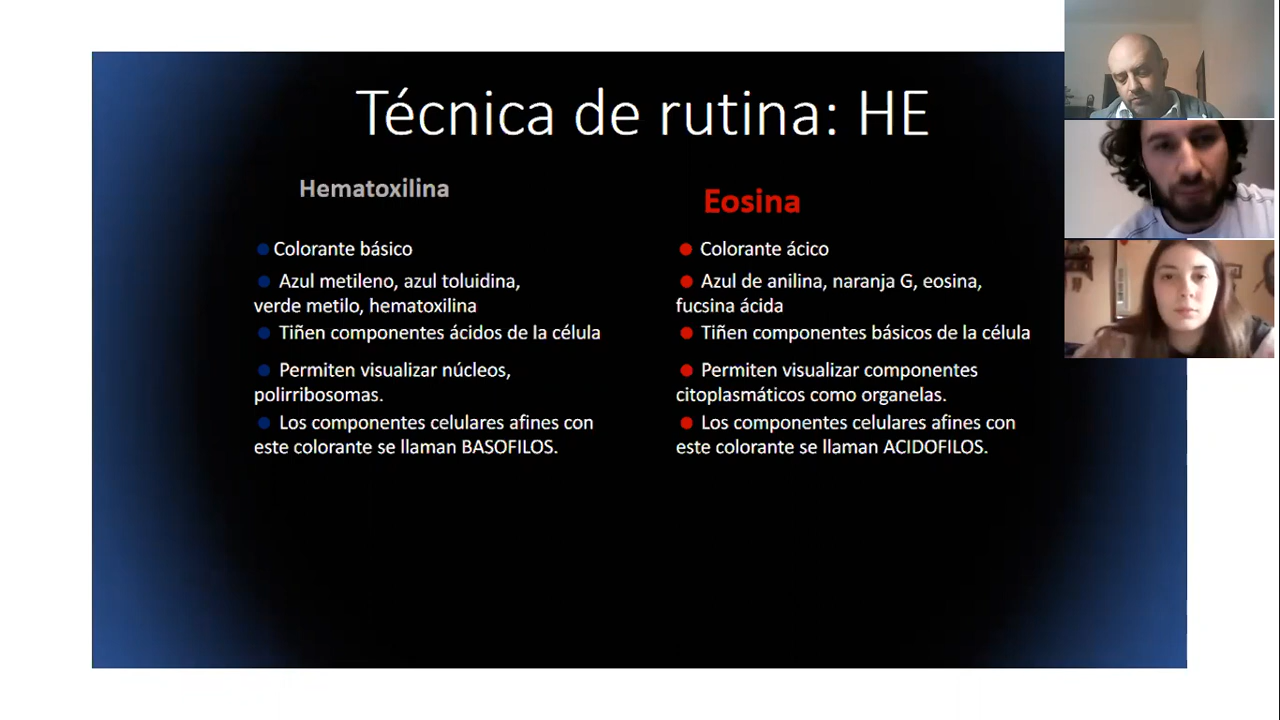 Técnica de rutina: HE
Hematoxilina
Colorante básico
Azul metileno, azul toluidina,
verde metilo, hematoxilina
Tiñen componentes ácidos de la célula
Permiten visualizar núcleos,
polirribosomas.
Los componentes celulares afines con
este colorante se llaman BASOFILOS.
Eosina
Colorante ácico
Azul de anilina, naranja G, eosina,
fucsina ácida
Tiñen componentes básicos de la célula
Permiten visualizar componentes
citoplasmáticos como organelas.
Los componentes celulares afines con
este colorante se llaman ACIDOFILOS.